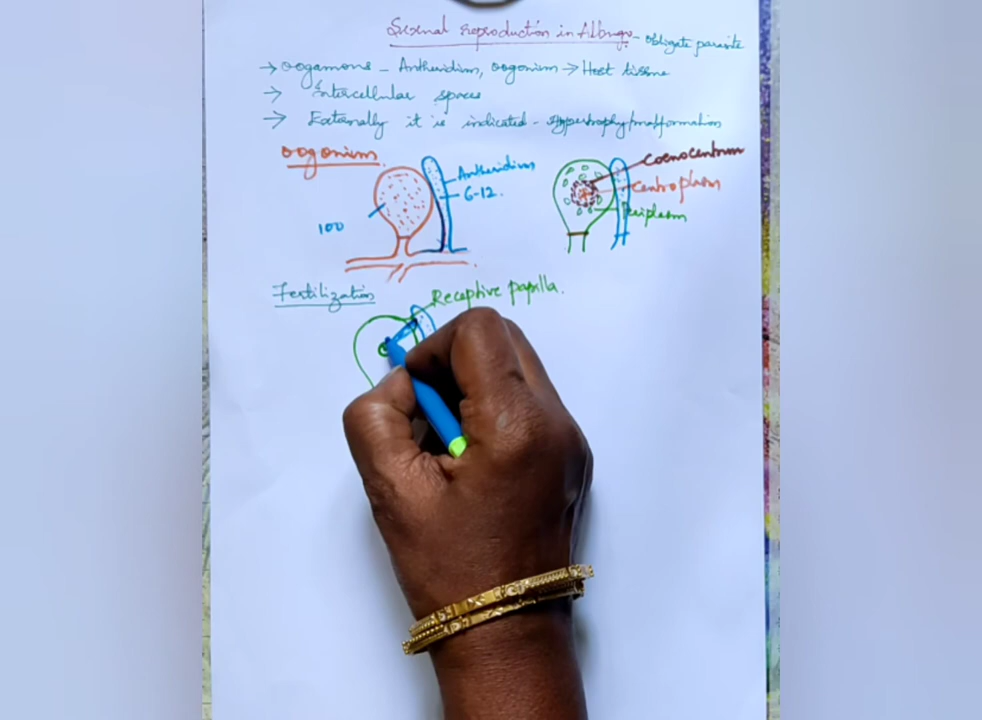 Sexual reproduction in Albugo - obligate parasite
→ oogamous - Antheridium, oogonium → Host tissue
→ Intercellular spaces
→ Externally it is indicated - Hypertrophy/malformation
oogonium
Antheridium
6-12.
100
Coenocentrum
Centroplasm
Periplasm
Fertilization
Receptive papilla.